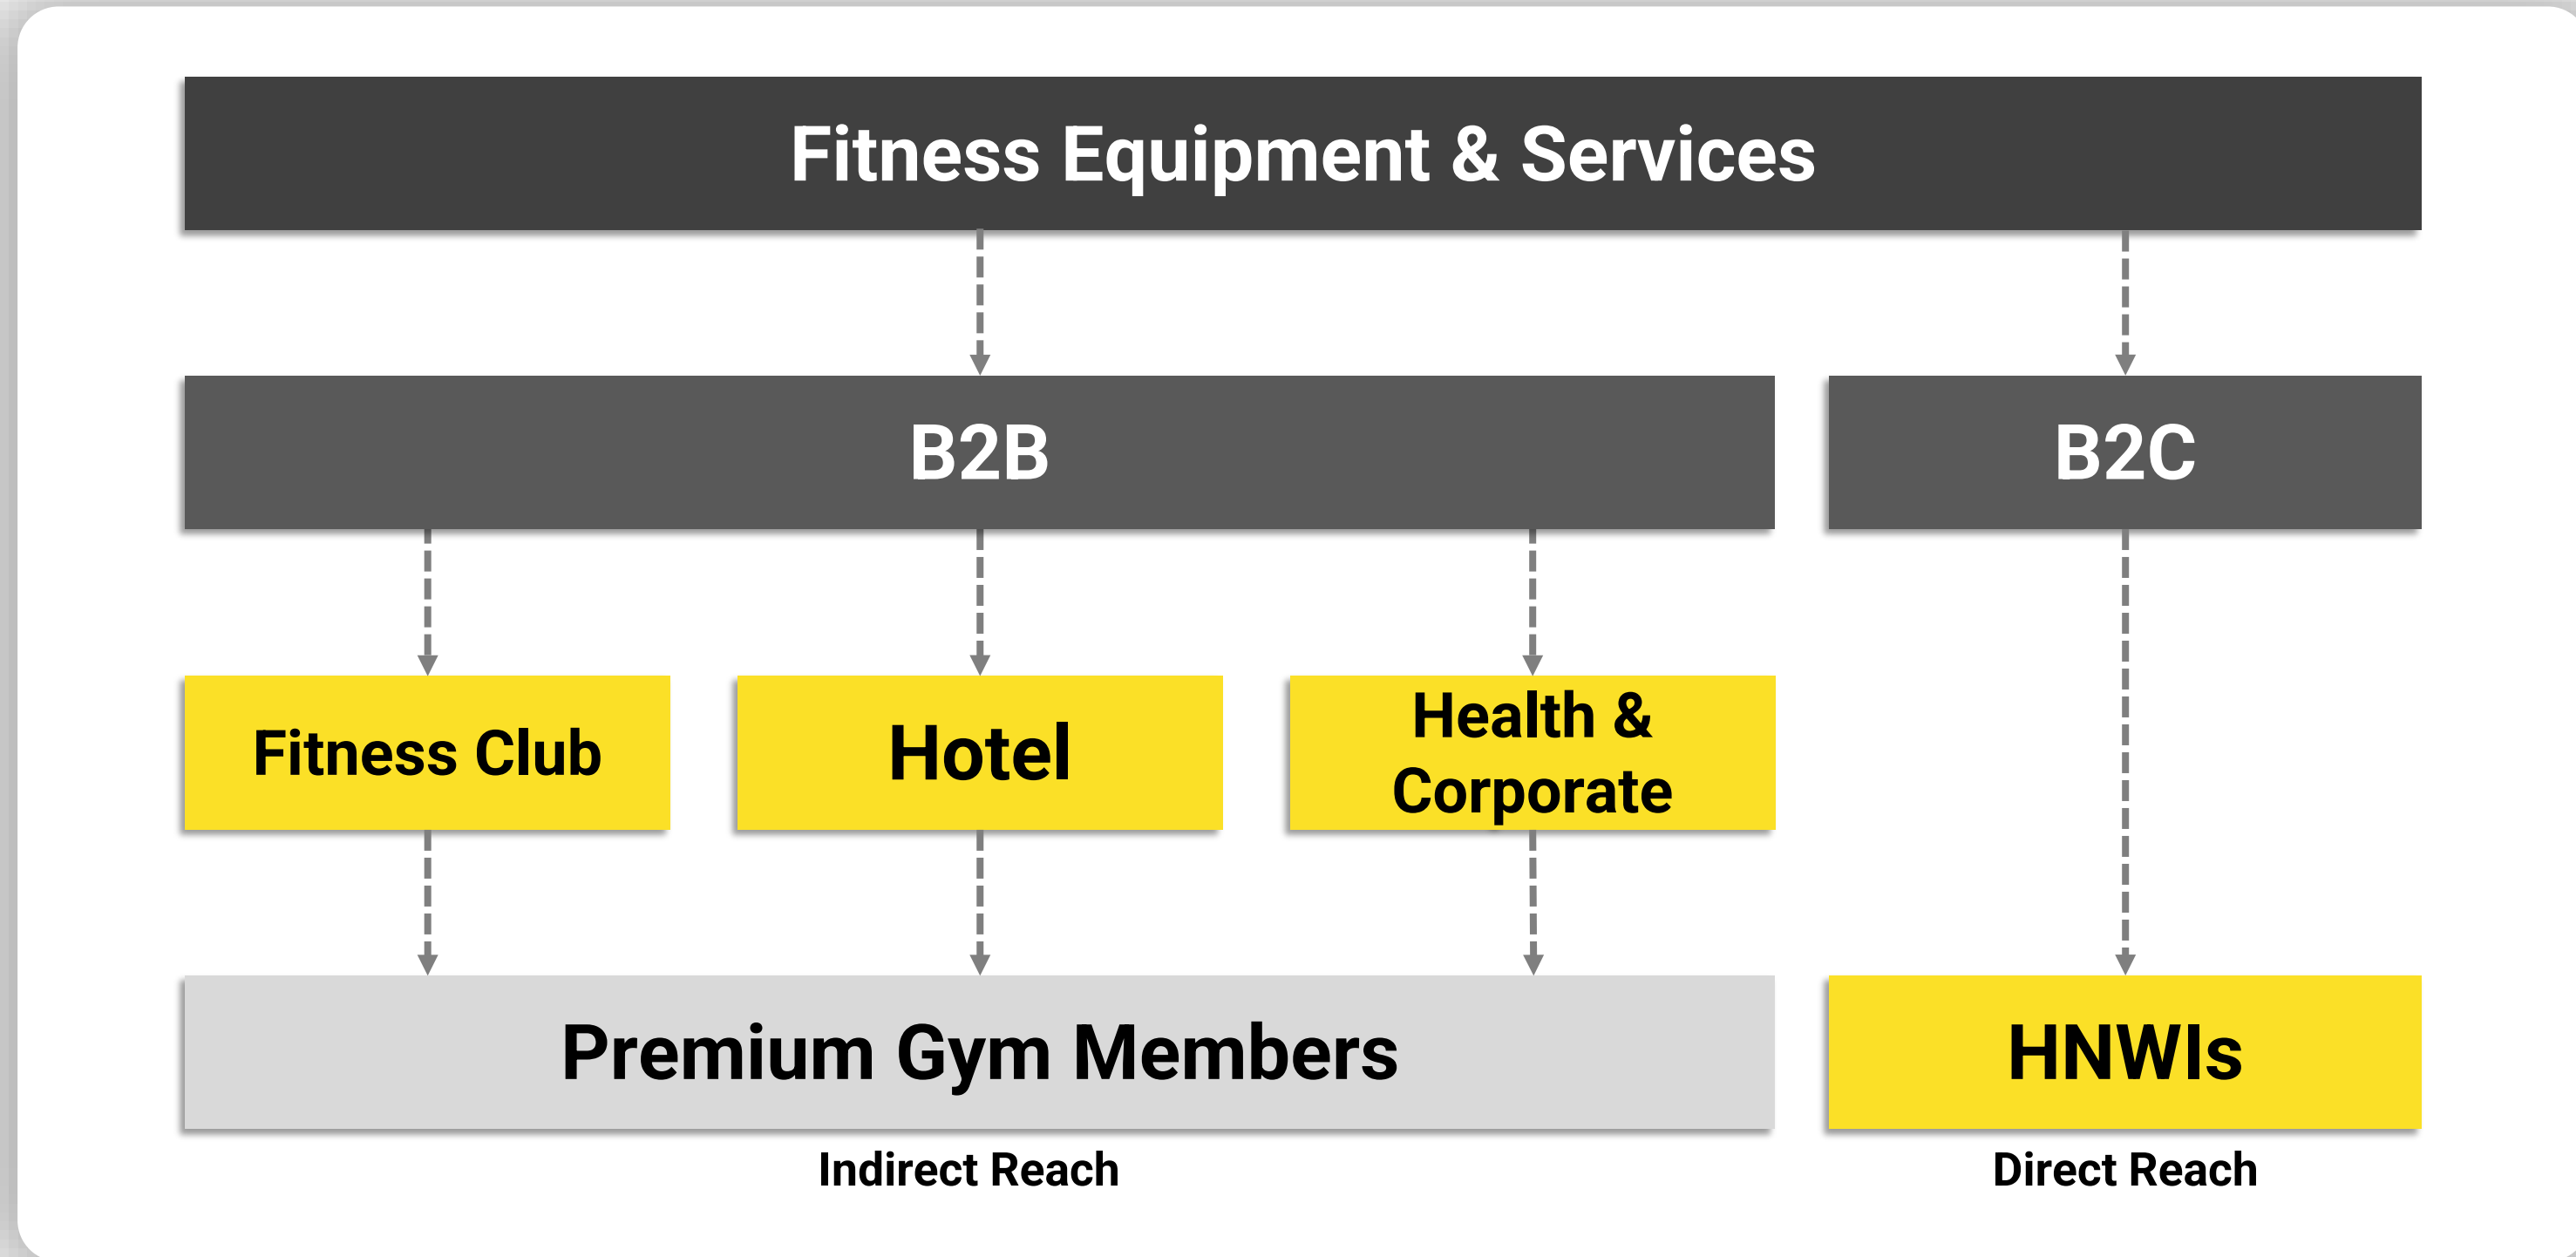 Fitness Equipment & Services
B2B
B2C
Fitness Club
Hotel
Health &
Corporate
Premium Gym Members
HNWIs
Indirect Reach
Direct Reach